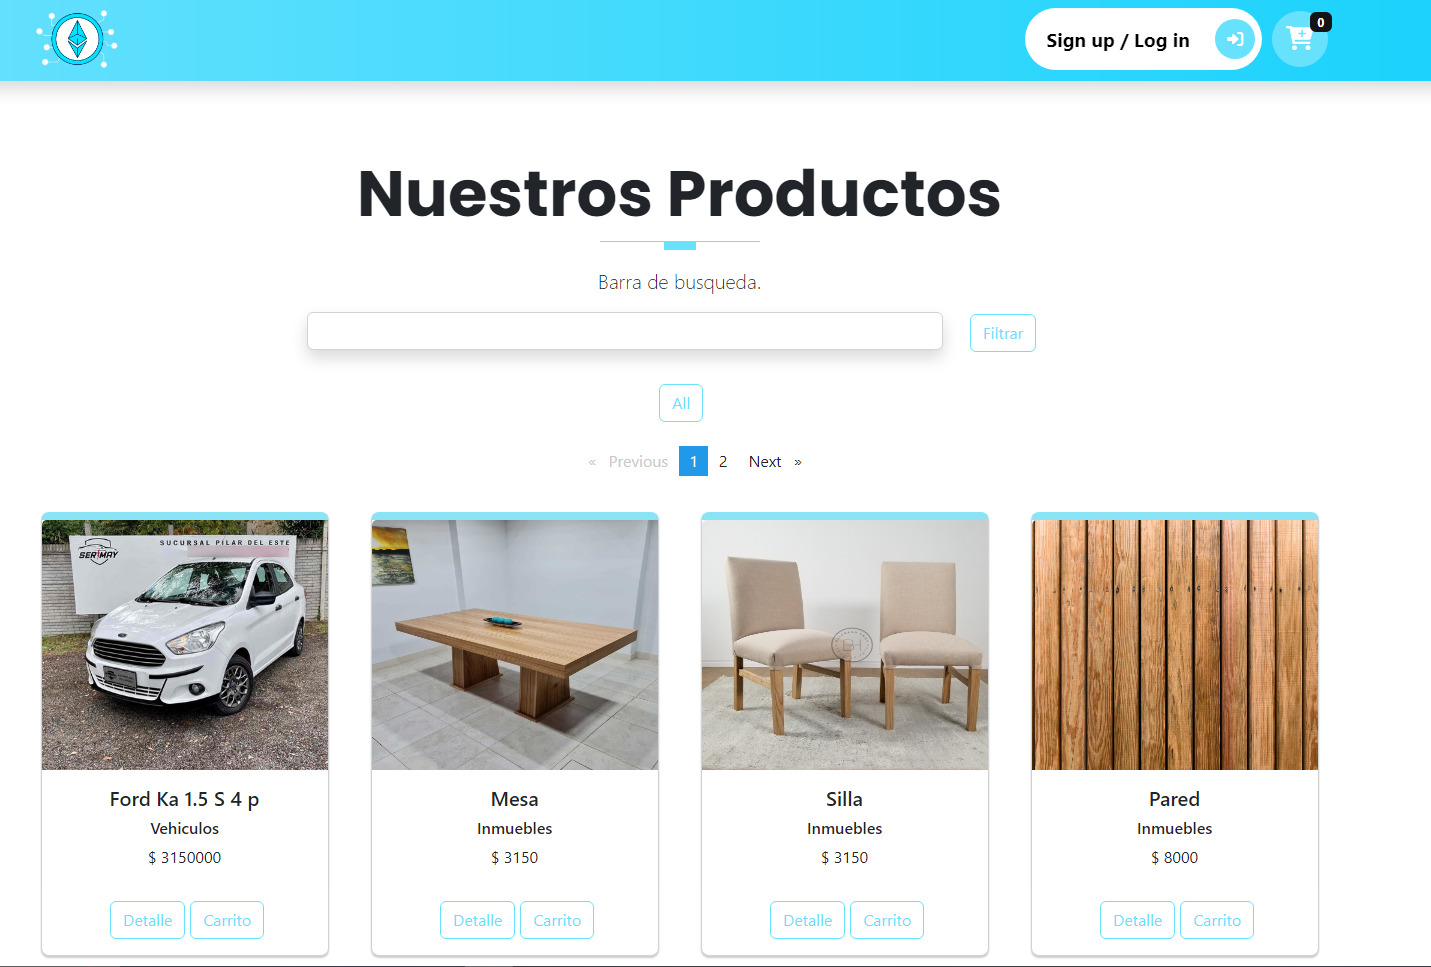 Sign up / Log in
0
Nuestros Productos
Barra de busqueda.
Filtrar
All
« Previous 1 2 Next »
SUCURSAL PILAR DEL ESTE
SERIMAY
Ford Ka 1.5 S 4 p
Vehiculos
$ 3150000
Detalle Carrito
Mesa
Inmuebles
$ 3150
Detalle Carrito
Silla
Inmuebles
$ 3150
Detalle Carrito
Pared
Inmuebles
$ 8000
Detalle Carrito